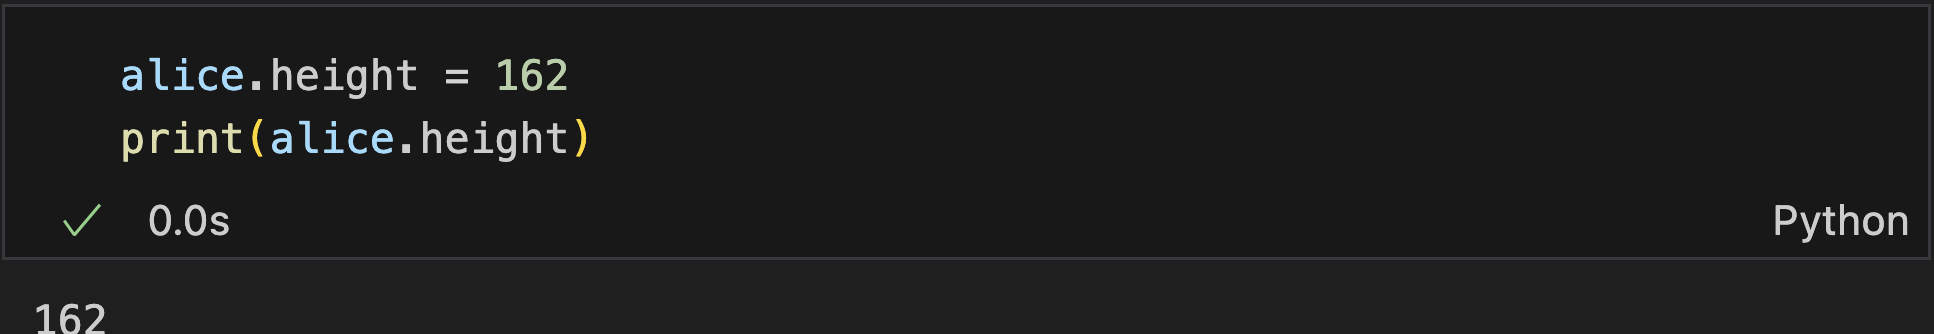 alice.height = 162
print(alice.height)
0.0s
Python
162